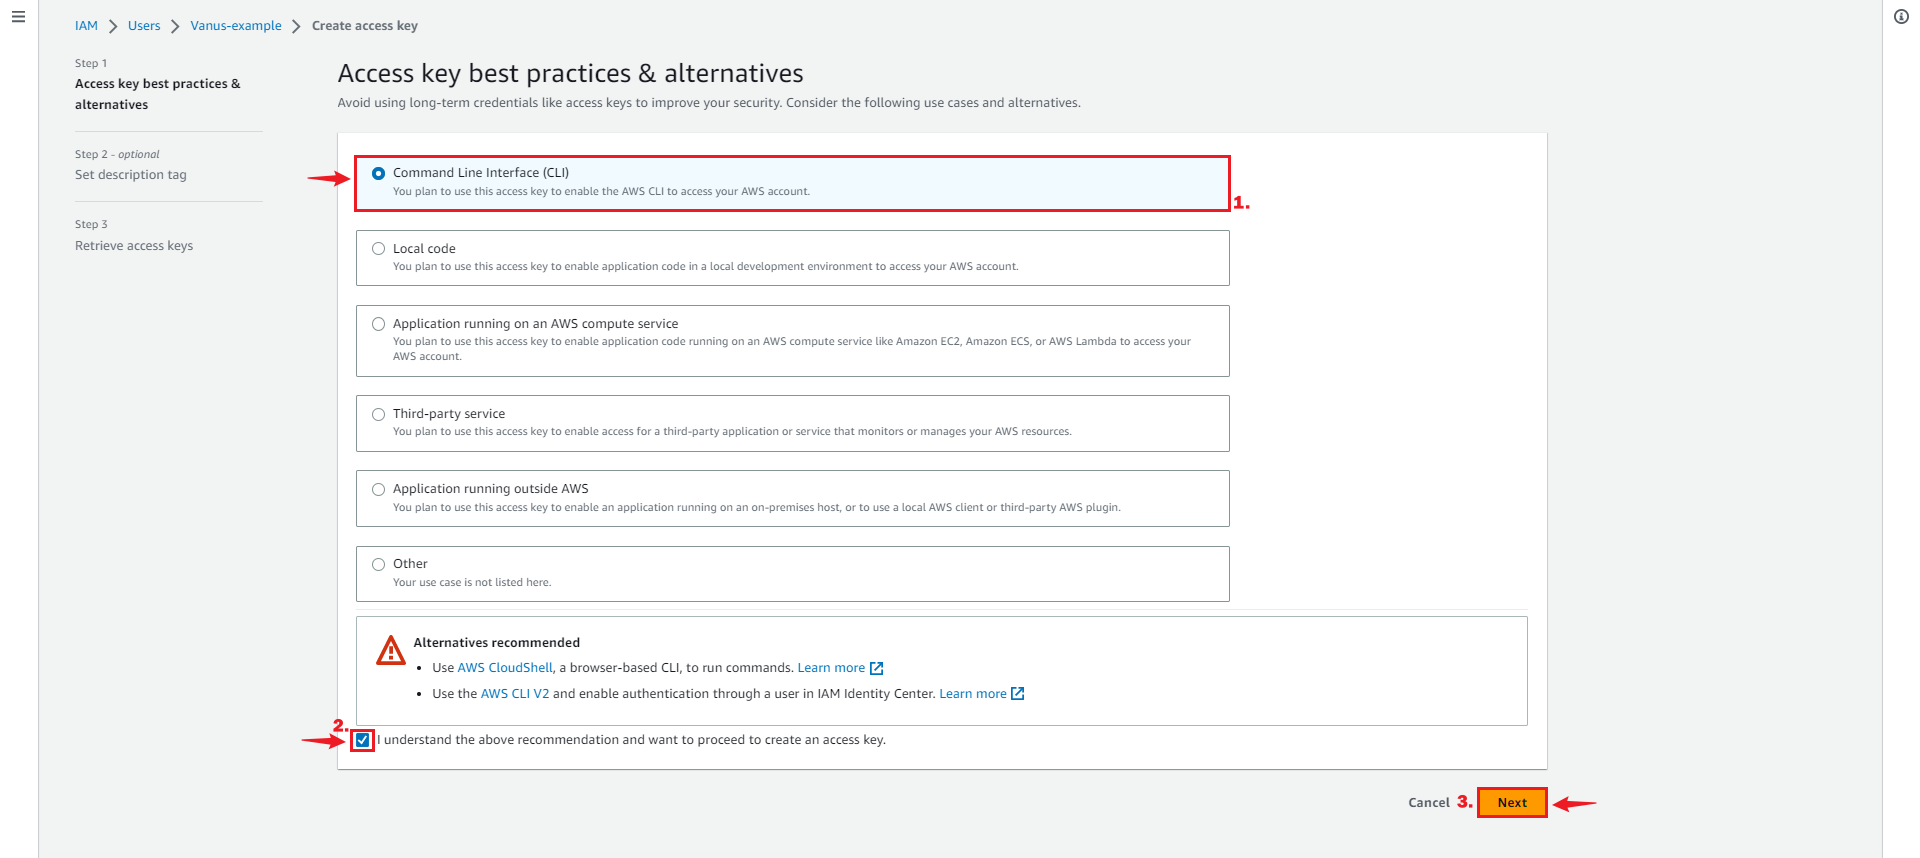 IAM > Users > Vanus-example > Create access key
Step 1
Access key best practices &
alternatives
Step 2 - optional
Set description tag
Step 3
Retrieve access keys
Access key best practices & alternatives
Avoid using long-term credentials like access keys to improve your security. Consider the following use cases and alternatives.
Command Line Interface (CLI)
You plan to use this access key to enable the AWS CLI to access your AWS account.
1.
Local code
You plan to use this access key to enable application code in a local development environment to access your AWS account.
Application running on an AWS compute service
You plan to use this access key to enable application code running on an AWS compute service like Amazon EC2, Amazon ECS, or AWS Lambda to access your
AWS account.
Third-party service
You plan to use this access key to enable access for a third-party application or service that monitors or manages your AWS resources.
Application running outside AWS
You plan to use this access key to enable an application running on an on-premises host, or to use a local AWS client or third-party AWS plugin.
Other
Your use case is not listed here.
Alternatives recommended
• Use AWS CloudShell, a browser-based CLI, to run commands. Learn more
• Use the AWS CLI V2 and enable authentication through a user in IAM Identity Center. Learn more
2.
I understand the above recommendation and want to proceed to create an access key.
Cancel 3. Next